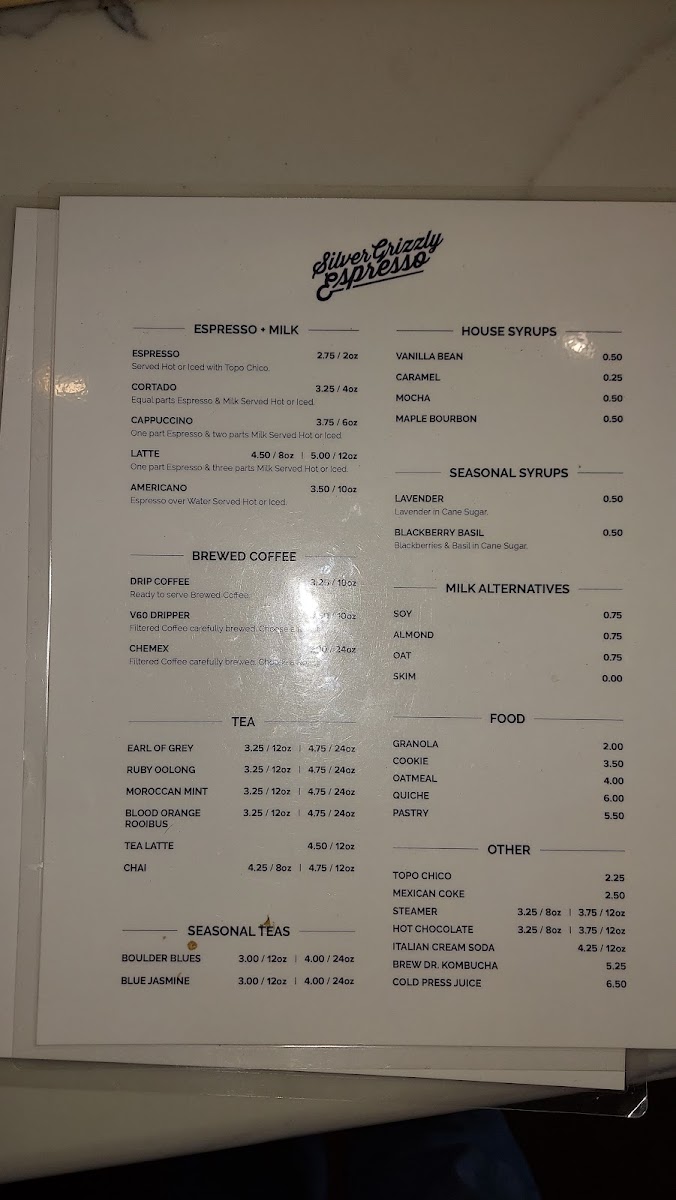 Silver Grizzly
Espresso
ESPRESSO + MILK
ESPRESSO 2.75 / 2oz
Served Hot or Iced with Topo Chico.
CORTADO 3.25 / 4oz
Equal parts Espresso & Milk Served Hot or Iced.
CAPPUCCINO 3.75 / 6oz
One part Espresso & two parts Milk Served Hot or Iced.
LATTE 4.50 / 8oz | 5.00 / 12oz
One part Espresso & three parts Milk Served Hot or Iced.
AMERICANO 3.50 / 10oz
Espresso over Water Served Hot or Iced.
BREWED COFFEE
DRIP COFFEE 3.25 / 10oz
Ready to serve Brewed Coffee.
V60 DRIPPER / 10oz
Filtered Coffee carefully brewed. Choose
CHEMEX / 24oz
Filtered Coffee carefully brewed. Choose
TEA
EARL OF GREY 3.25 / 12oz | 4.75 / 24oz
RUBY OOLONG 3.25 / 12oz | 4.75 / 24oz
MOROCCAN MINT 3.25 / 12oz | 4.75 / 24oz
BLOOD ORANGE 3.25 / 12oz | 4.75 / 24oz
ROOIBUS
TEA LATTE 4.50 / 12oz
CHAI 4.25 / 8oz | 4.75 / 12oz
SEASONAL TEAS
BOULDER BLUES 3.00 / 12oz | 4.00 / 24oz
BLUE JASMINE 3.00 / 12oz | 4.00 / 24oz
HOUSE SYRUPS
VANILLA BEAN 0.50
CARAMEL 0.25
MOCHA 0.50
MAPLE BOURBON 0.50
SEASONAL SYRUPS
LAVENDER 0.50
Lavender in Cane Sugar.
BLACKBERRY BASIL 0.50
Blackberries & Basil in Cane Sugar.
MILK ALTERNATIVES
SOY 0.75
ALMOND 0.75
OAT 0.75
SKIM 0.00
FOOD
GRANOLA 2.00
COOKIE 3.50
OATMEAL 4.00
QUICHE 6.00
PASTRY 5.50
OTHER
TOPO CHICO 2.25
MEXICAN COKE 2.50
STEAMER 3.25 / 8oz | 3.75 / 12oz
HOT CHOCOLATE 3.25 / 8oz | 3.75 / 12oz
ITALIAN CREAM SODA 4.25 / 12oz
BREW DR. KOMBUCHA 5.25
COLD PRESS JUICE 6.50